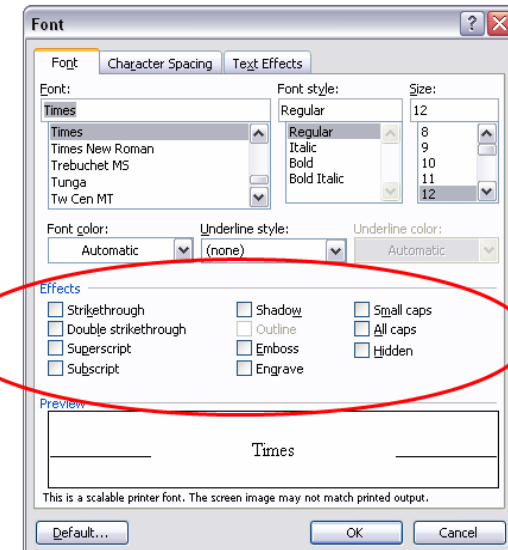 Font
Font Character Spacing Text Effects
Font: Font style: Size:
Times Regular 12
Times Regular 8
Times New Roman Italic 9
Trebuchet MS Bold 10
Tunga Bold Italic 11
Tw Cen MT 12
Font color: Underline style: Underline color:
Automatic (none) Automatic
Effects
Strikethrough Shadow Small caps
Double strikethrough Outline All caps
Superscript Emboss Hidden
Subscript Engrave
Preview
Times
This is a scalable printer font. The screen image may not match printed output.
Default... OK Cancel